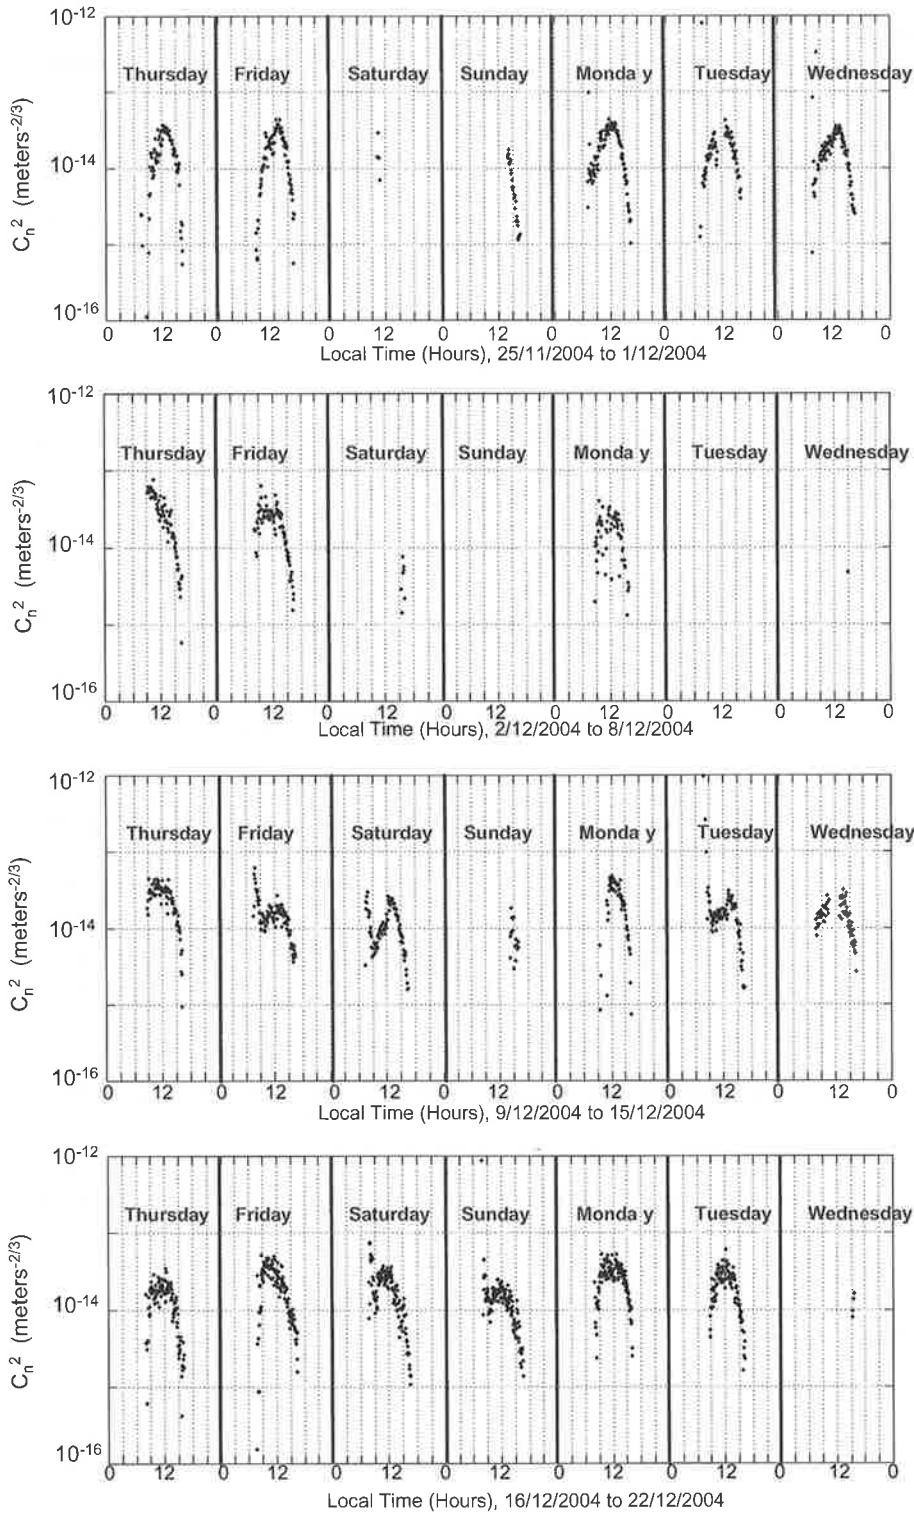 10-12
Thursday Friday Saturday Sunday Monda y Tuesday Wednesday
10-14
Cn2 (meters-2/3)
10-16
0 12 0 12 0 12 0 12 0 12 0 12 0 12 0
Local Time (Hours), 25/11/2004 to 1/12/2004
10-12
Thursday Friday Saturday Sunday Monda y Tuesday Wednesday
10-14
Cn2 (meters-2/3)
10-16
0 12 0 12 0 12 0 12 0 12 0 12 0 12 0
Local Time (Hours), 2/12/2004 to 8/12/2004
10-12
Thursday Friday Saturday Sunday Monda y Tuesday Wednesday
10-14
Cn2 (meters-2/3)
10-16
0 12 0 12 0 12 0 12 0 12 0 12 0 12 0
Local Time (Hours), 9/12/2004 to 15/12/2004
10-12
Thursday Friday Saturday Sunday Monda y Tuesday Wednesday
10-14
Cn2 (meters-2/3)
10-16
0 12 0 12 0 12 0 12 0 12 0 12 0 12 0
Local Time (Hours), 16/12/2004 to 22/12/2004